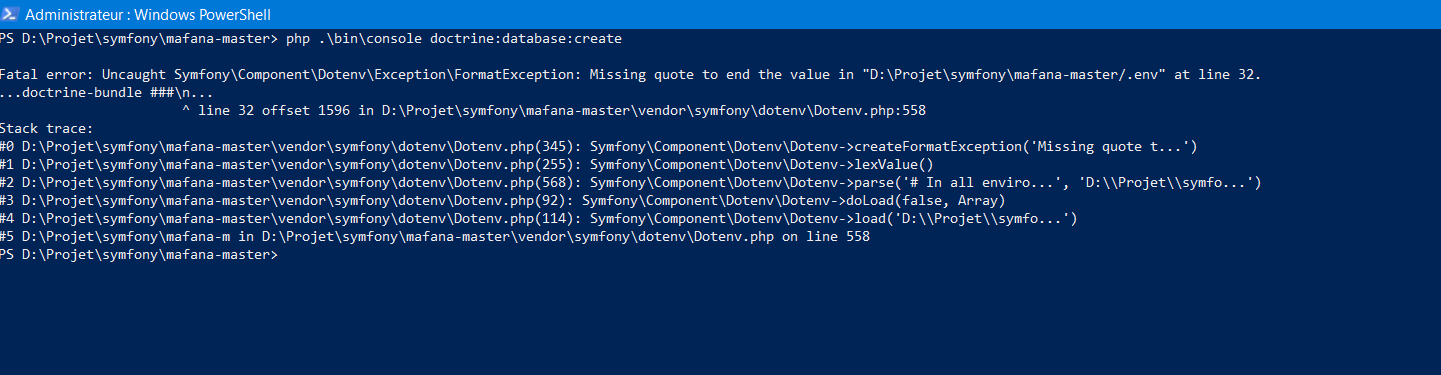 Administrateur : Windows PowerShell
PS D:\Projet\symfony\mafana-master> php .\bin\console doctrine:database:create
Fatal error: Uncaught Symfony\Component\Dotenv\Exception\FormatException: Missing quote to end the value in "D:\Projet\symfony\mafana-master/.env" at line 32.
...doctrine-bundle ###\n...
^ line 32 offset 1596 in D:\Projet\symfony\mafana-master\vendor\symfony\dotenv\Dotenv.php:558
Stack trace:
#0 D:\Projet\symfony\mafana-master\vendor\symfony\dotenv\Dotenv.php(345): Symfony\Component\Dotenv\Dotenv->createFormatException('Missing quote t...')
#1 D:\Projet\symfony\mafana-master\vendor\symfony\dotenv\Dotenv.php(255): Symfony\Component\Dotenv\Dotenv->lexValue()
#2 D:\Projet\symfony\mafana-master\vendor\symfony\dotenv\Dotenv.php(568): Symfony\Component\Dotenv\Dotenv->parse('# In all enviro...', 'D:\\Projet\\symfo...')
#3 D:\Projet\symfony\mafana-master\vendor\symfony\dotenv\Dotenv.php(92): Symfony\Component\Dotenv\Dotenv->doLoad(false, Array)
#4 D:\Projet\symfony\mafana-master\vendor\symfony\dotenv\Dotenv.php(114): Symfony\Component\Dotenv\Dotenv->load('D:\\Projet\\symfo...')
#5 D:\Projet\symfony\mafana-m in D:\Projet\symfony\mafana-master\vendor\symfony\dotenv\Dotenv.php on line 558
PS D:\Projet\symfony\mafana-master>